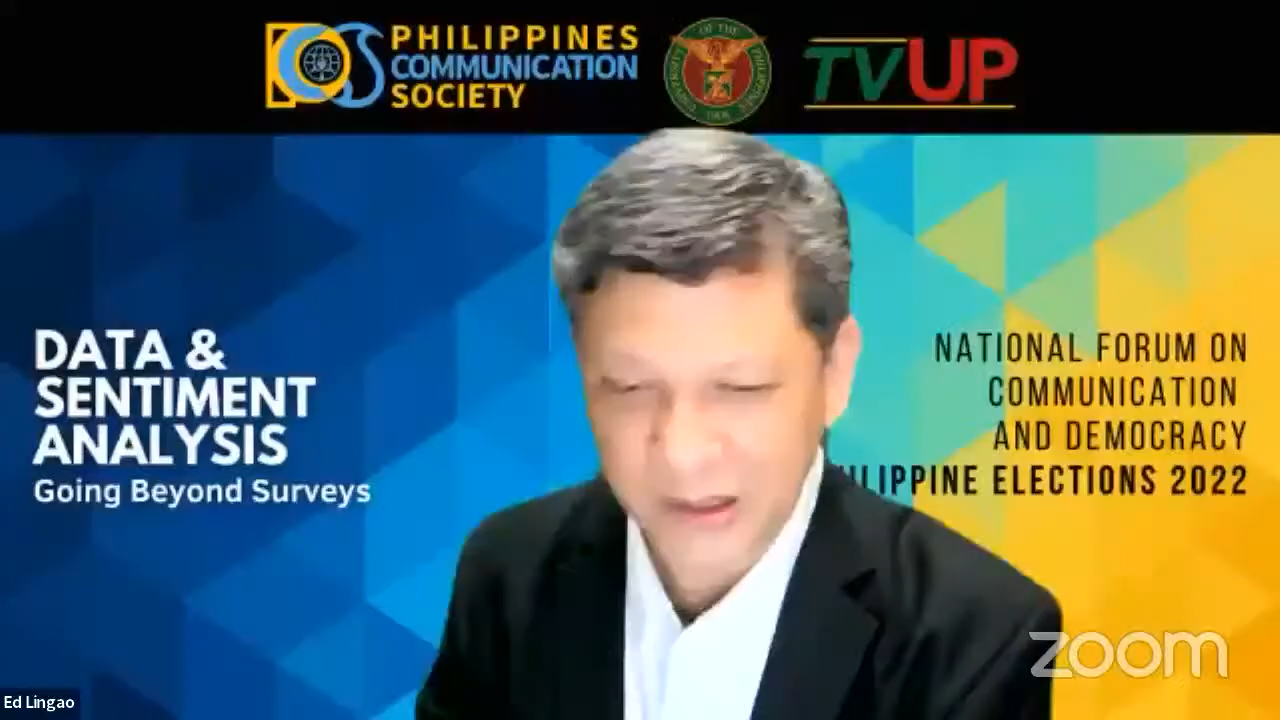 PHILIPPINES
COMMUNICATION
SOCIETY
TVUP
DATA &
SENTIMENT
ANALYSIS
Going Beyond Surveys
NATIONAL FORUM ON
COMMUNICATION
AND DEMOCRACY
ILIPPINE ELECTIONS 2022
zoom
Ed Lingao